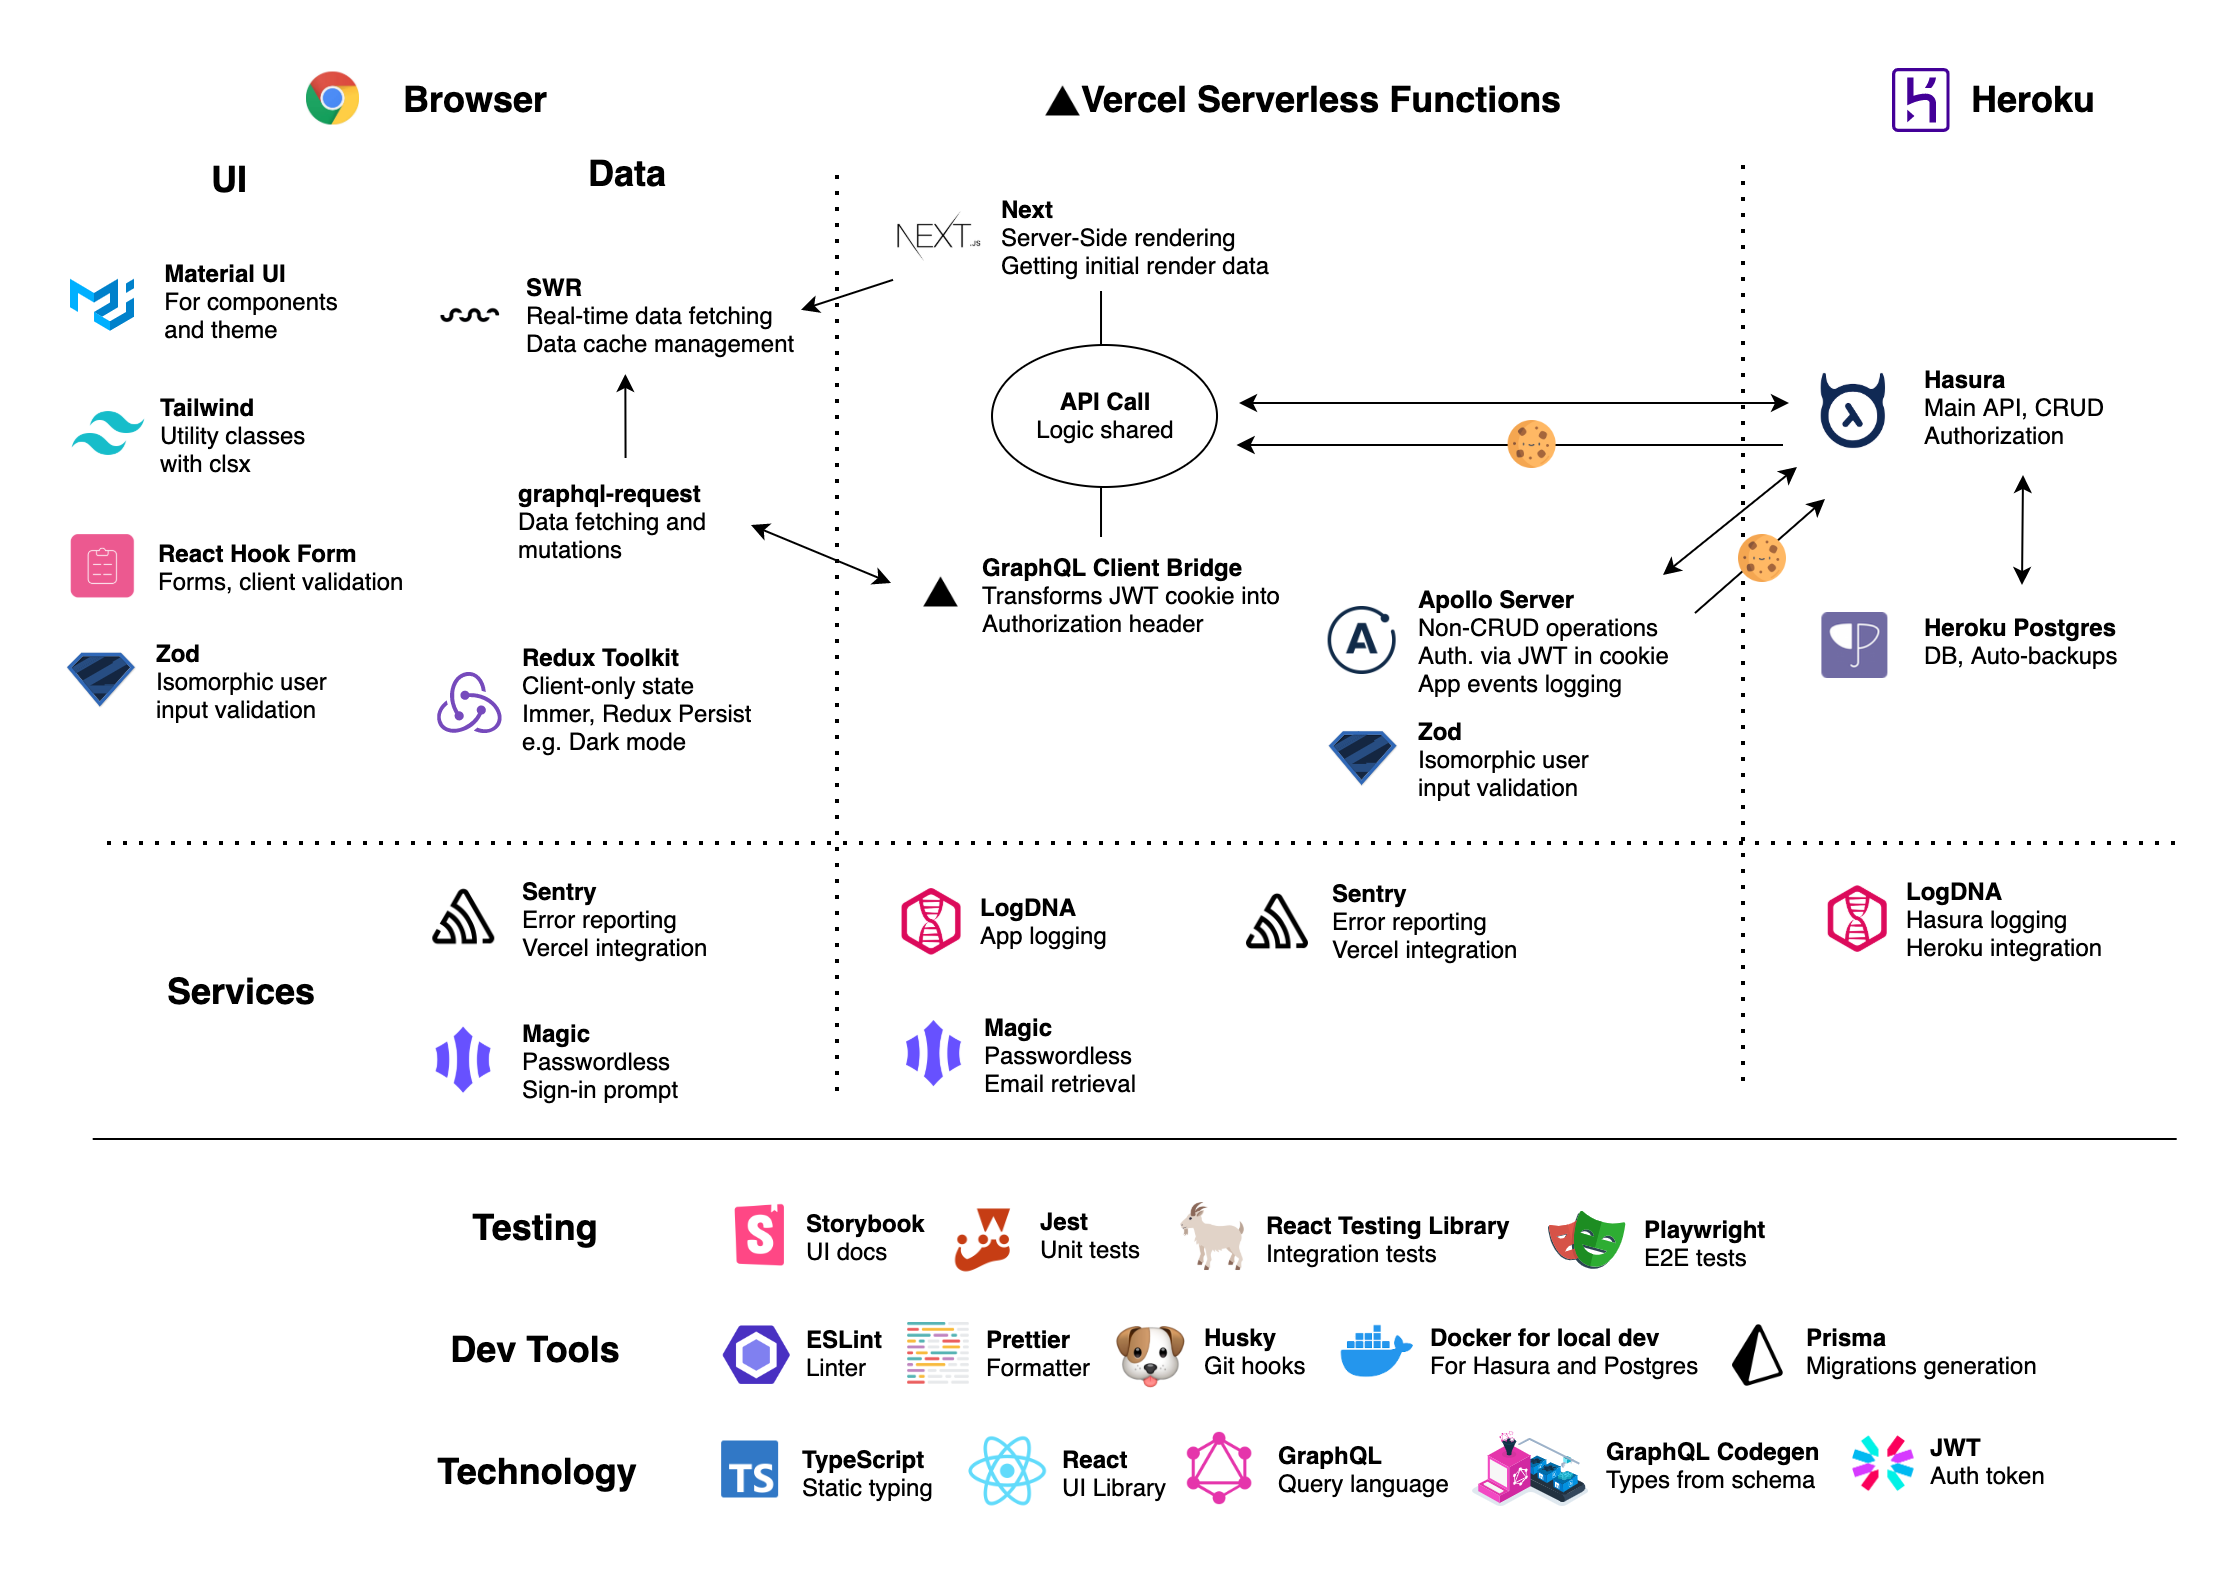 Browser
Vercel Serverless Functions
Heroku
UI
Data
Material UI
For components
and theme
Tailwind
Utility classes
with clsx
React Hook Form
Forms, client validation
Zod
Isomorphic user
input validation
SWR
Real-time data fetching
Data cache management
graphql-request
Data fetching and
mutations
Redux Toolkit
Client-only state
Immer, Redux Persist
e.g. Dark mode
NEXT.JS
Next
Server-Side rendering
Getting initial render data
API Call
Logic shared
GraphQL Client Bridge
Transforms JWT cookie into
Authorization header
A
Apollo Server
Non-CRUD operations
Auth. via JWT in cookie
App events logging
Zod
Isomorphic user
input validation
Hasura
Main API, CRUD
Authorization
Heroku Postgres
DB, Auto-backups
Services
Sentry
Error reporting
Vercel integration
Magic
Passwordless
Sign-in prompt
LogDNA
App logging
Sentry
Error reporting
Vercel integration
Magic
Passwordless
Email retrieval
LogDNA
Hasura logging
Heroku integration
Testing
S
Storybook
UI docs
Jest
Unit tests
React Testing Library
Integration tests
Playwright
E2E tests
Dev Tools
ESLint
Linter
Prettier
Formatter
Husky
Git hooks
Docker for local dev
For Hasura and Postgres
Prisma
Migrations generation
Technology
TS
TypeScript
Static typing
React
UI Library
GraphQL
Query language
GraphQL Codegen
Types from schema
JWT
Auth token